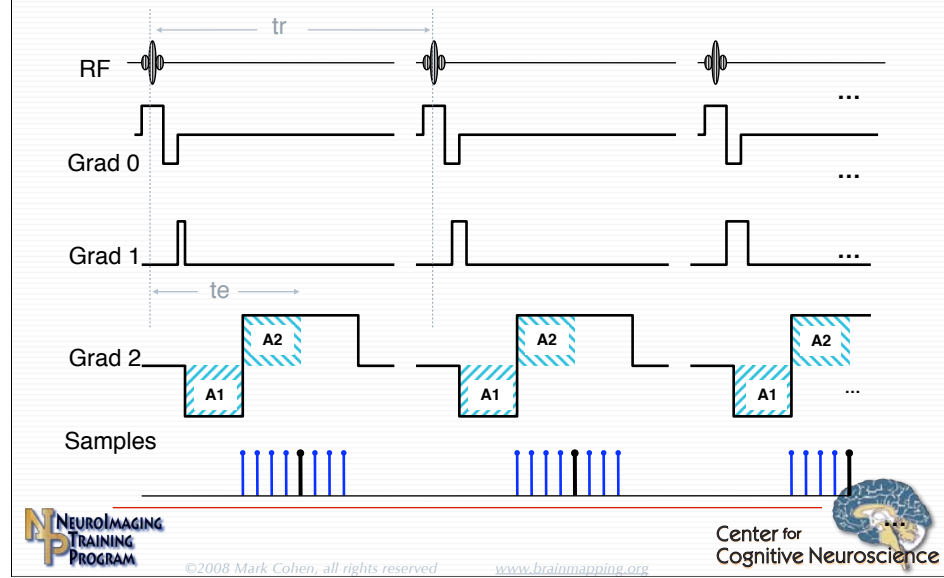 tr
RF
...
Grad 0
...
Grad 1
...
te
Grad 2
A2
A1
A2
A1
A2
A1
...
Samples
...
NP NEUROIMAGING TRAINING PROGRAM
©2008 Mark Cohen, all rights reserved
www.brainmapping.org
Center for
Cognitive Neuroscience